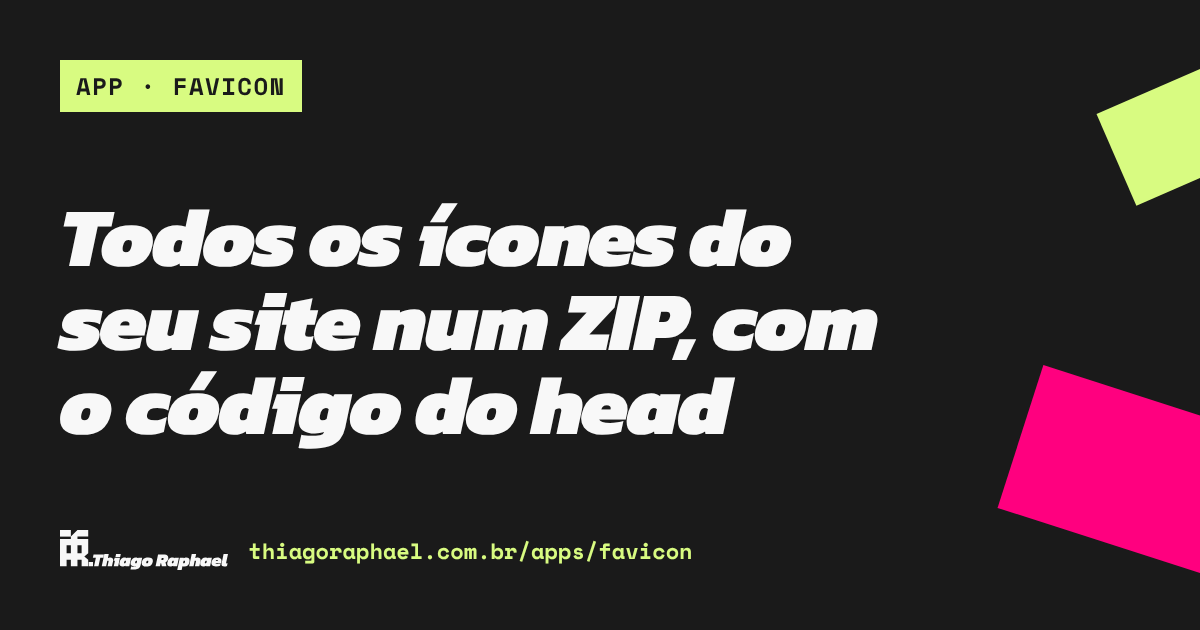 APP · FAVICON
Todos os ícones do
seu site num ZIP, com
o código do head
Thiago Raphael
thiagoraphael.com.br/apps/favicon